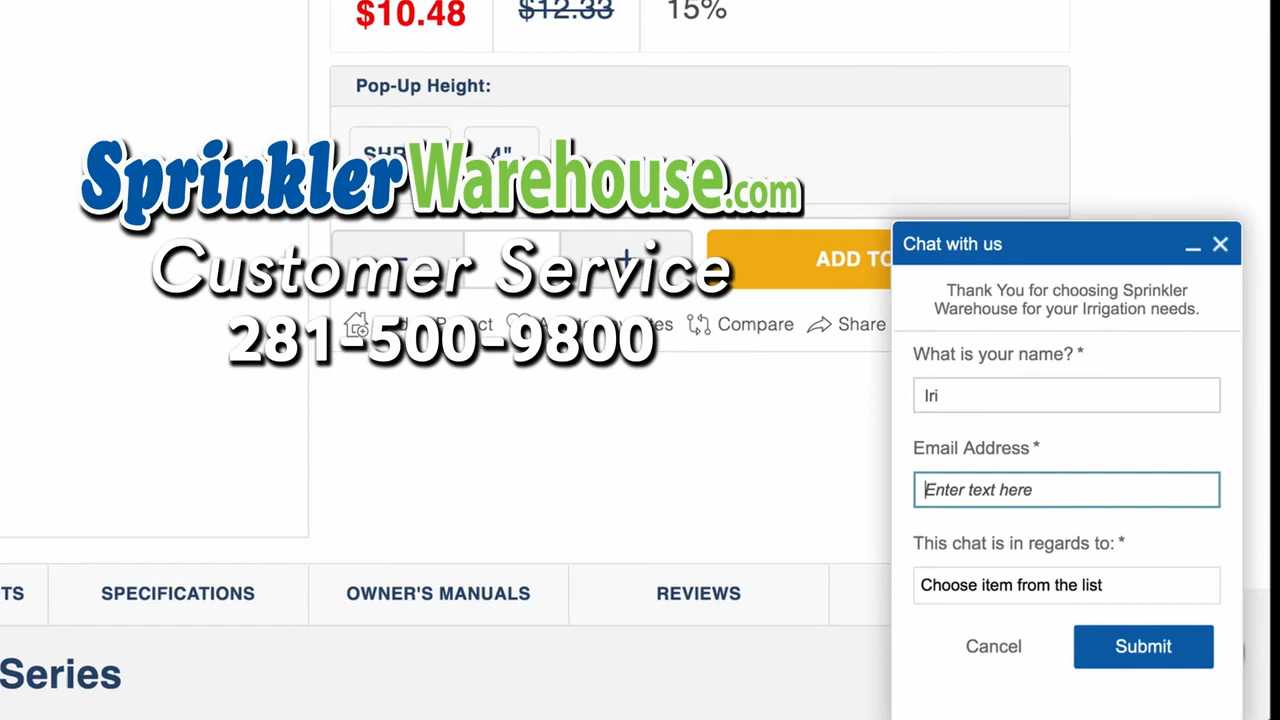 $10.48
$12.33
15%
Pop-Up Height:
4"
SprinklerWarehouse.com
Customer Service
281-500-9800
ADD TO
Compare
Share
Chat with us
Thank You for choosing Sprinkler
Warehouse for your Irrigation needs.
What is your name? *
Iri
Email Address *
Enter text here
This chat is in regards to: *
Choose item from the list
Cancel
Submit
TS
SPECIFICATIONS
OWNER'S MANUALS
REVIEWS
Series